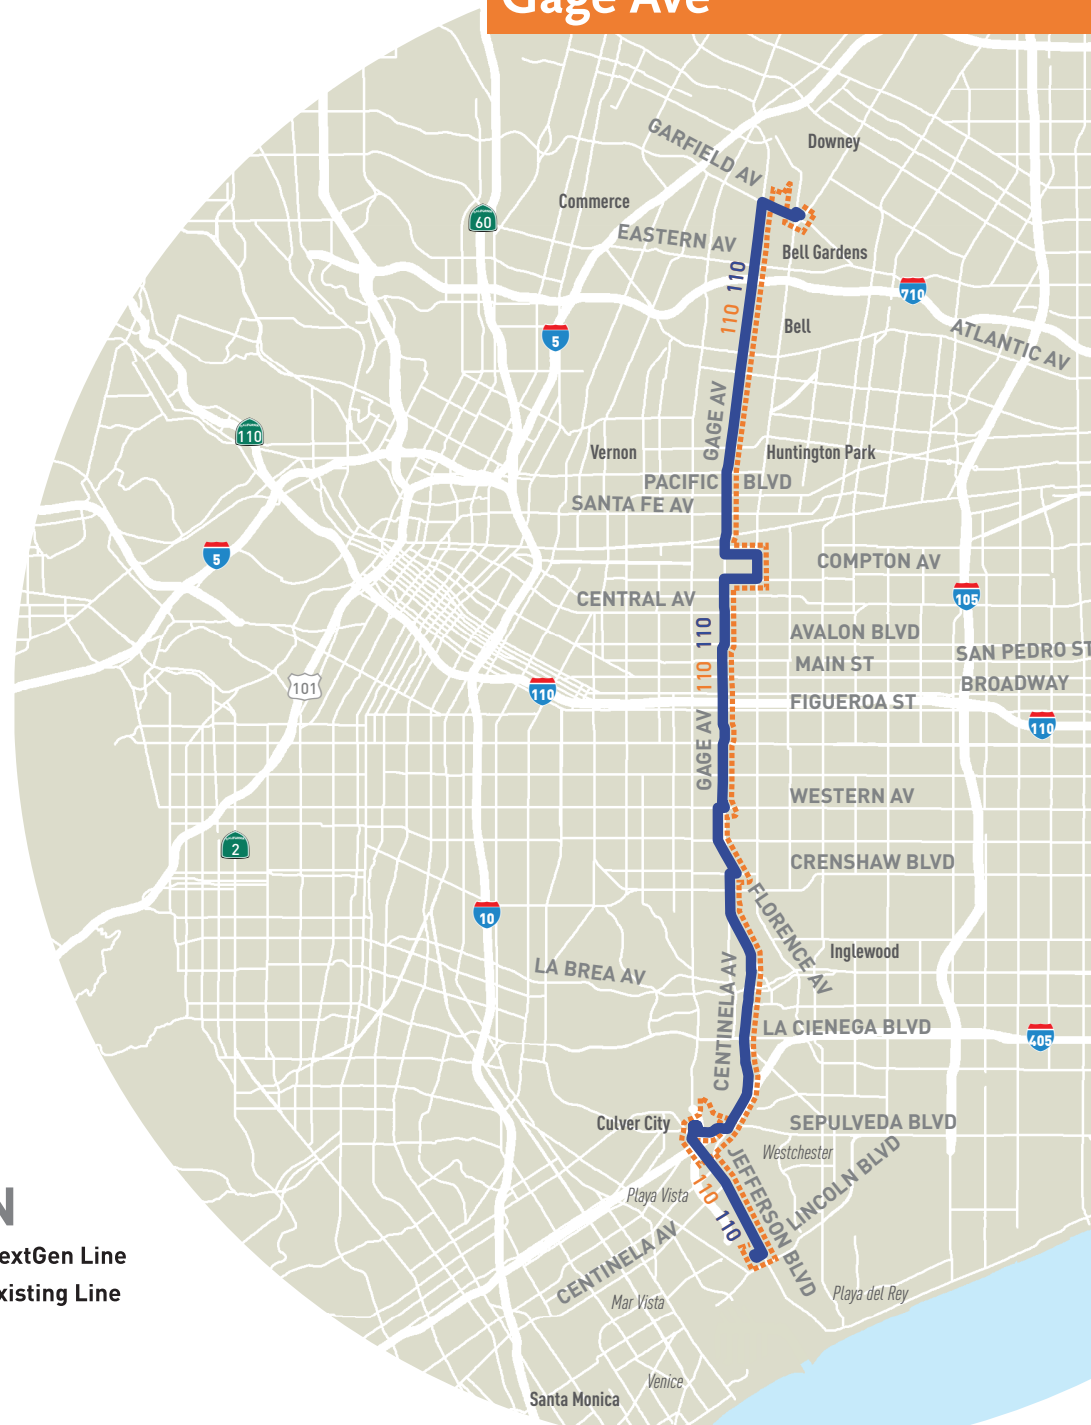 Gage Ave
GARFIELD AV
Downey
Commerce
60
EASTERN AV
Bell Gardens
110
110
710
Bell
5
ATLANTIC AV
GAGE AV
110
Vernon
Huntington Park
PACIFIC BLVD
SANTA FE AV
5
COMPTON AV
CENTRAL AV
105
110
AVALON BLVD
SAN PEDRO ST
MAIN ST
110
101
110
BROADWAY
FIGUEROA ST
110
GAGE AV
WESTERN AV
2
CRENSHAW BLVD
10
FLORENCE AV
Inglewood
LA BREA AV
CENTINELA AV
LA CIENEGA BLVD
405
Culver City
SEPULVEDA BLVD
Westchester
JEFFERSON BLVD
LINCOLN BLVD
110
Playa Vista
110
N
extGen Line
CENTINELA AV
xisting Line
Playa del Rey
Mar Vista
Venice
Santa Monica